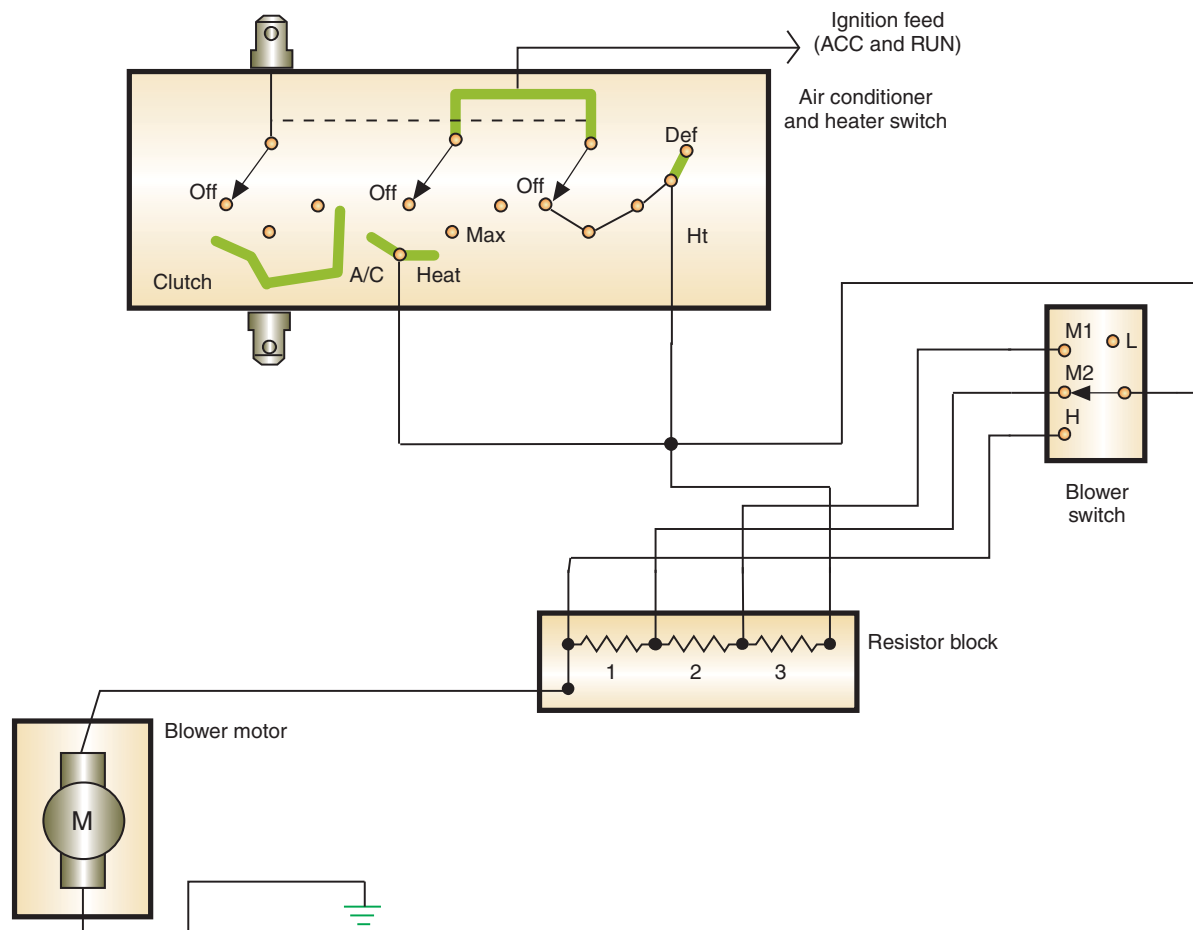 Ignition feed
(ACC and RUN)
Air conditioner
and heater switch
Def
Off
Off
Off
Max
Ht
Clutch
A/C
Heat
M1
L
M2
H
Blower
switch
Resistor block
1
2
3
Blower motor
M